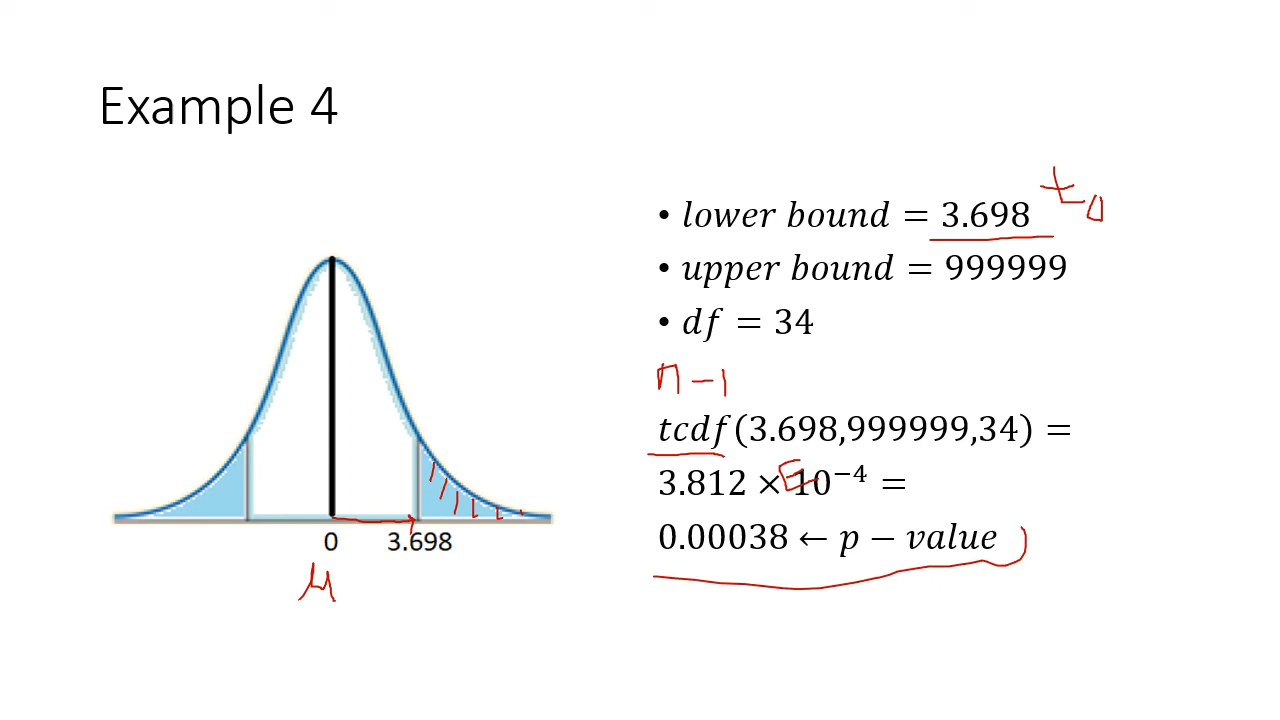 Example 4
• lower bound = 3.698 t₀
• upper bound = 999999
• df = 34
n - 1
tcdf(3.698,999999,34) =
3.812 × 10⁻⁴ =
E
0.00038 ← p − value
0 3.698
μ